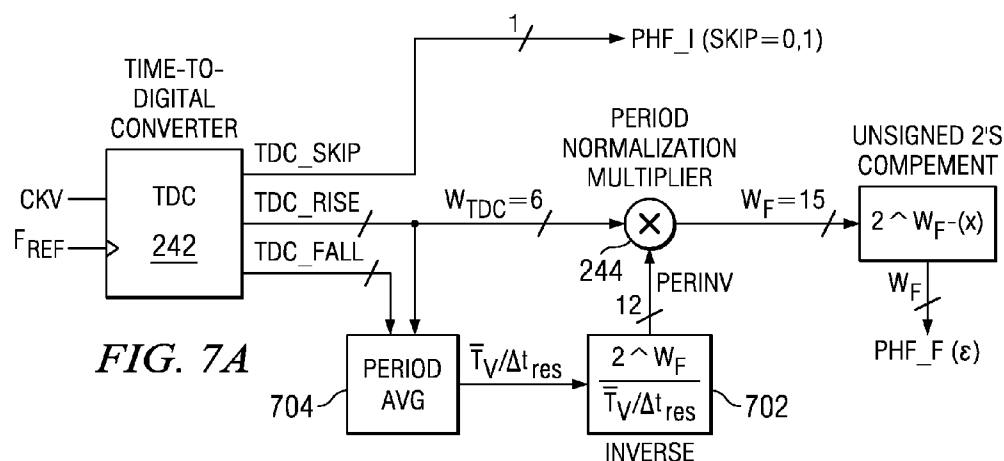 1
PHF_I (SKIP=0,1)
TIME-TO-
DIGITAL
CONVERTER
TDC_SKIP
PERIOD
NORMALIZATION
MULTIPLIER
UNSIGNED 2'S
COMPEMENT
CKV
TDC
TDC_RISE
W_TDC=6
W_F=15
2^W_F-(x)
F_REF
242
TDC_FALL
244
PERINV
W_F
12
PHF_F (ε)
FIG. 7A
PERIOD
AVG
T̅_V/Δt_res
2^W_F
T̅_V/Δt_res
704
702
INVERSE